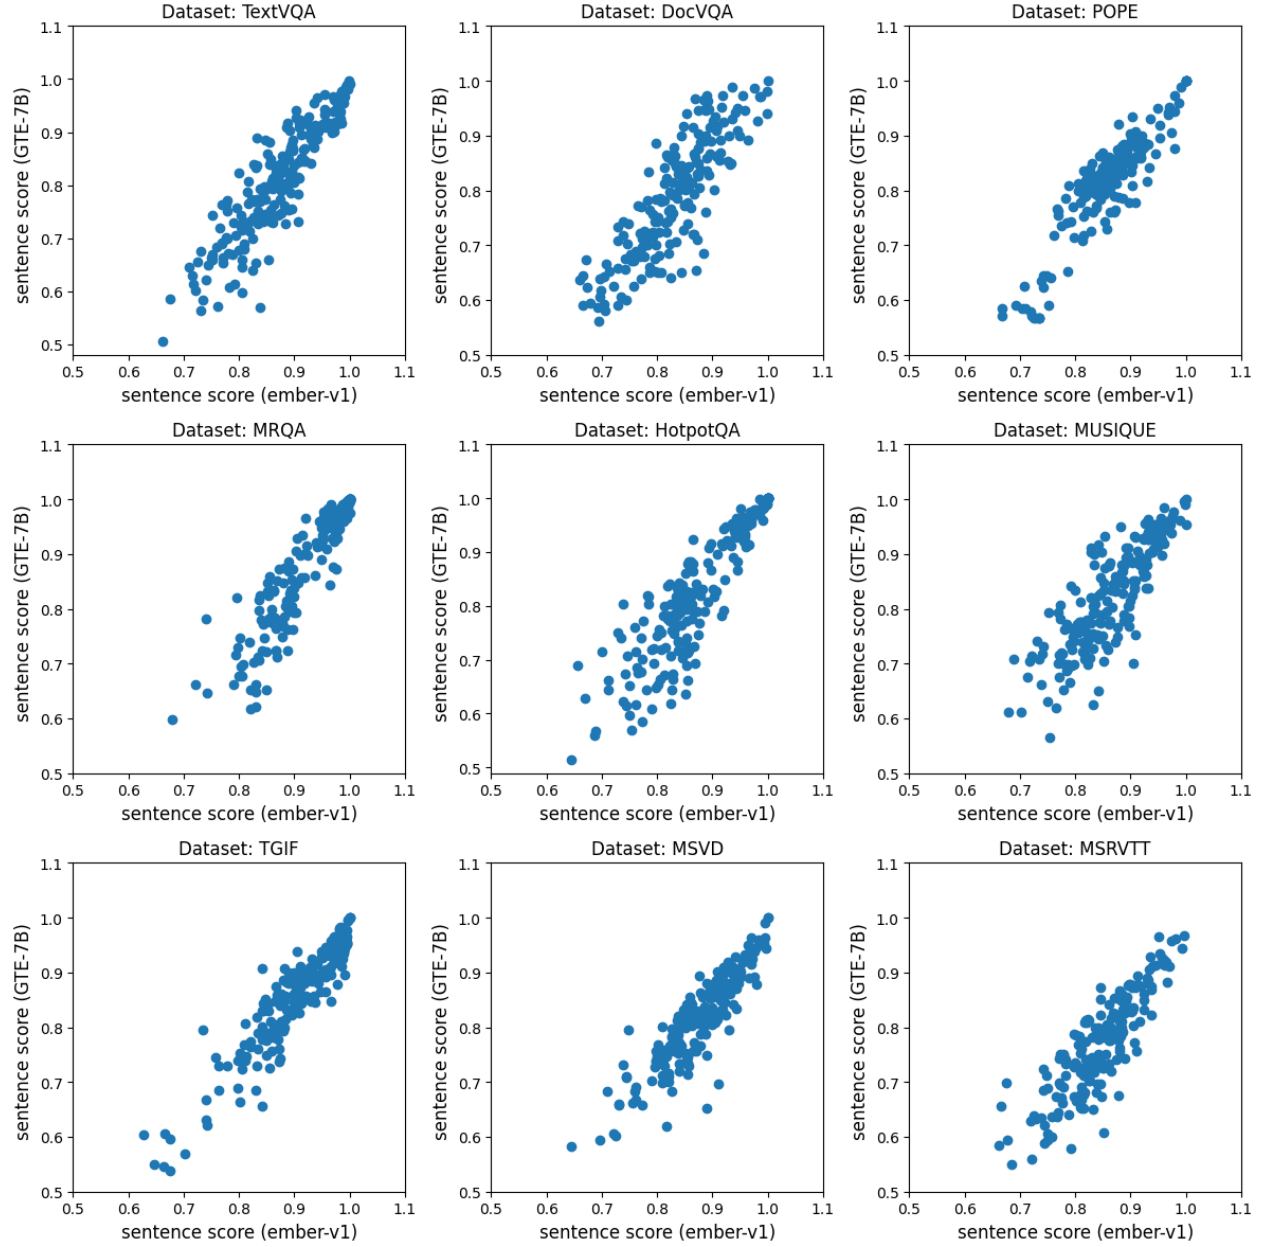 Dataset: TextVQA
Dataset: DocVQA
Dataset: POPE
1.1
1.0
0.9
0.8
0.7
0.6
0.5
sentence score (GTE-7B)
0.5 0.6 0.7 0.8 0.9 1.0 1.1
sentence score (ember-v1)
1.1
1.0
0.9
0.8
0.7
0.6
0.5
sentence score (GTE-7B)
0.5 0.6 0.7 0.8 0.9 1.0 1.1
sentence score (ember-v1)
1.1
1.0
0.9
0.8
0.7
0.6
0.5
sentence score (GTE-7B)
0.5 0.6 0.7 0.8 0.9 1.0 1.1
sentence score (ember-v1)
Dataset: MRQA
Dataset: HotpotQA
Dataset: MUSIQUE
1.1
1.0
0.9
0.8
0.7
0.6
0.5
sentence score (GTE-7B)
0.5 0.6 0.7 0.8 0.9 1.0 1.1
sentence score (ember-v1)
1.1
1.0
0.9
0.8
0.7
0.6
0.5
sentence score (GTE-7B)
0.5 0.6 0.7 0.8 0.9 1.0 1.1
sentence score (ember-v1)
1.1
1.0
0.9
0.8
0.7
0.6
0.5
sentence score (GTE-7B)
0.5 0.6 0.7 0.8 0.9 1.0 1.1
sentence score (ember-v1)
Dataset: TGIF
Dataset: MSVD
Dataset: MSRVTT
1.1
1.0
0.9
0.8
0.7
0.6
0.5
sentence score (GTE-7B)
0.5 0.6 0.7 0.8 0.9 1.0 1.1
sentence score (ember-v1)
1.1
1.0
0.9
0.8
0.7
0.6
0.5
sentence score (GTE-7B)
0.5 0.6 0.7 0.8 0.9 1.0 1.1
sentence score (ember-v1)
1.1
1.0
0.9
0.8
0.7
0.6
0.5
sentence score (GTE-7B)
0.5 0.6 0.7 0.8 0.9 1.0 1.1
sentence score (ember-v1)